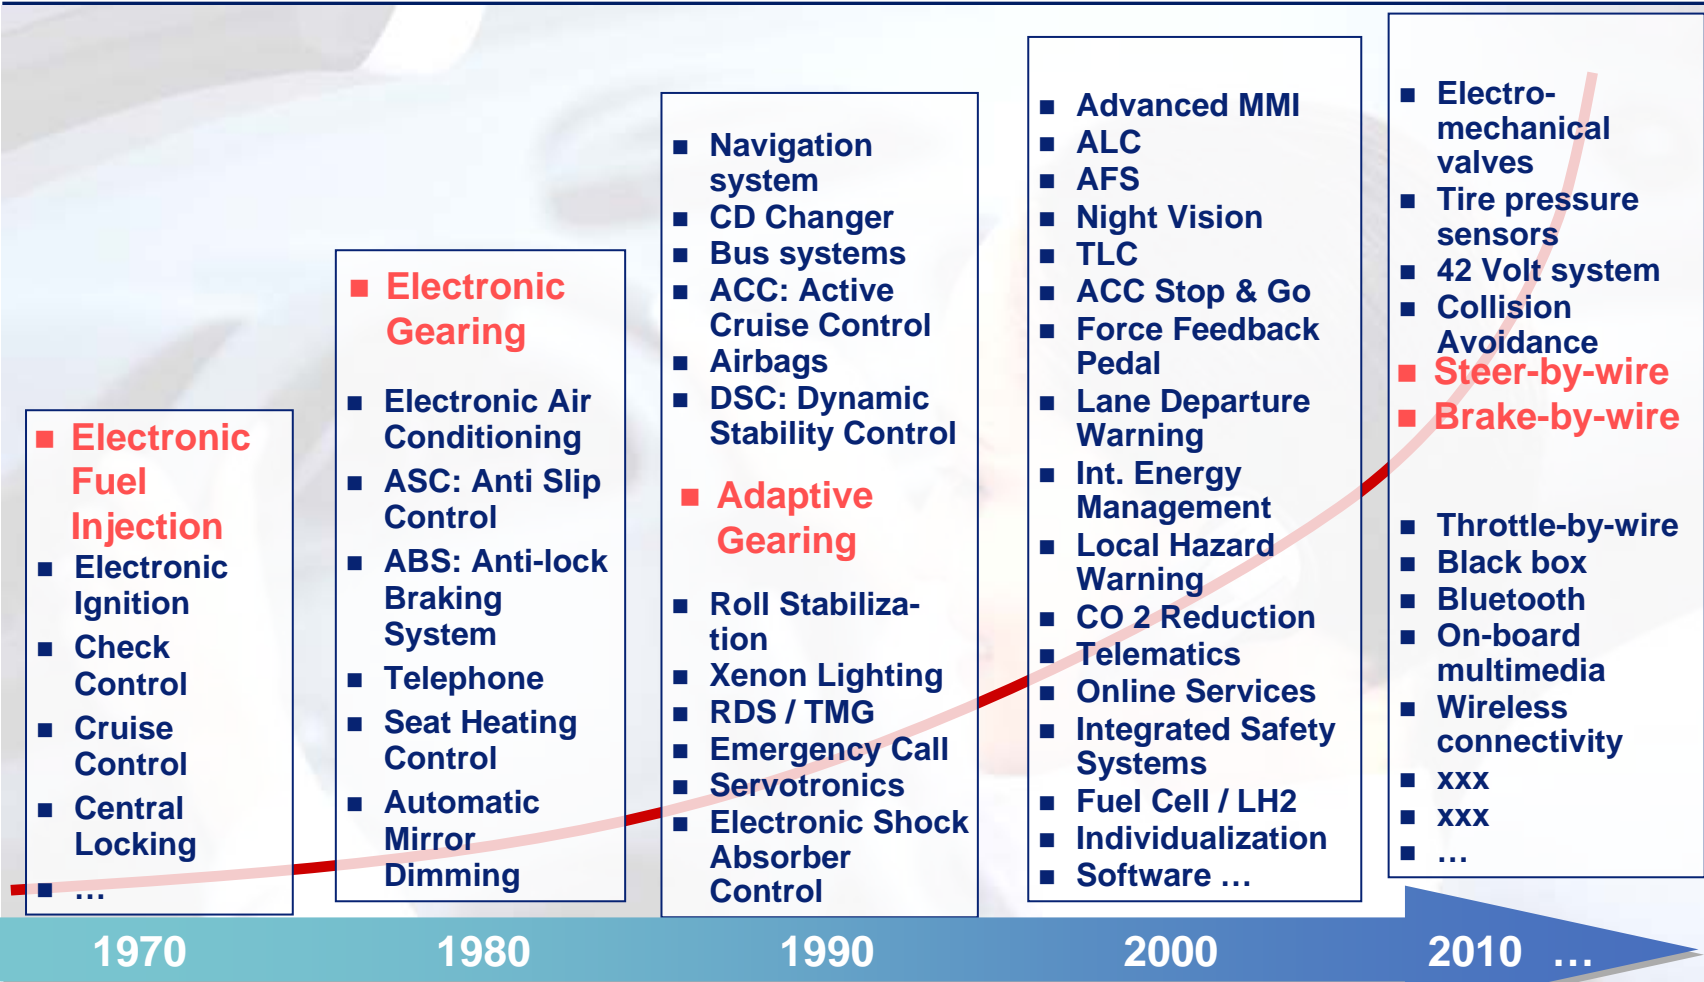 Electronic
Fuel
Injection
Electronic
Ignition
Check
Control
Cruise
Control
Central
Locking
…
Electronic
Gearing
Electronic Air
Conditioning
ASC: Anti Slip
Control
ABS: Anti-lock
Braking
System
Telephone
Seat Heating
Control
Automatic
Mirror
Dimming
Navigation
system
CD Changer
Bus systems
ACC: Active
Cruise Control
Airbags
DSC: Dynamic
Stability Control
Adaptive
Gearing
Roll Stabiliza-
tion
Xenon Lighting
RDS / TMG
Emergency Call
Servotronics
Electronic Shock
Absorber
Control
Advanced MMI
ALC
AFS
Night Vision
TLC
ACC Stop & Go
Force Feedback
Pedal
Lane Departure
Warning
Int. Energy
Management
Local Hazard
Warning
CO 2 Reduction
Telematics
Online Services
Integrated Safety
Systems
Fuel Cell / LH2
Individualization
Software …
Electro-
mechanical
valves
Tire pressure
sensors
42 Volt system
Collision
Avoidance
Steer-by-wire
Brake-by-wire
Throttle-by-wire
Black box
Bluetooth
On-board
multimedia
Wireless
connectivity
xxx
xxx
…
1970 1980 1990 2000 2010 …